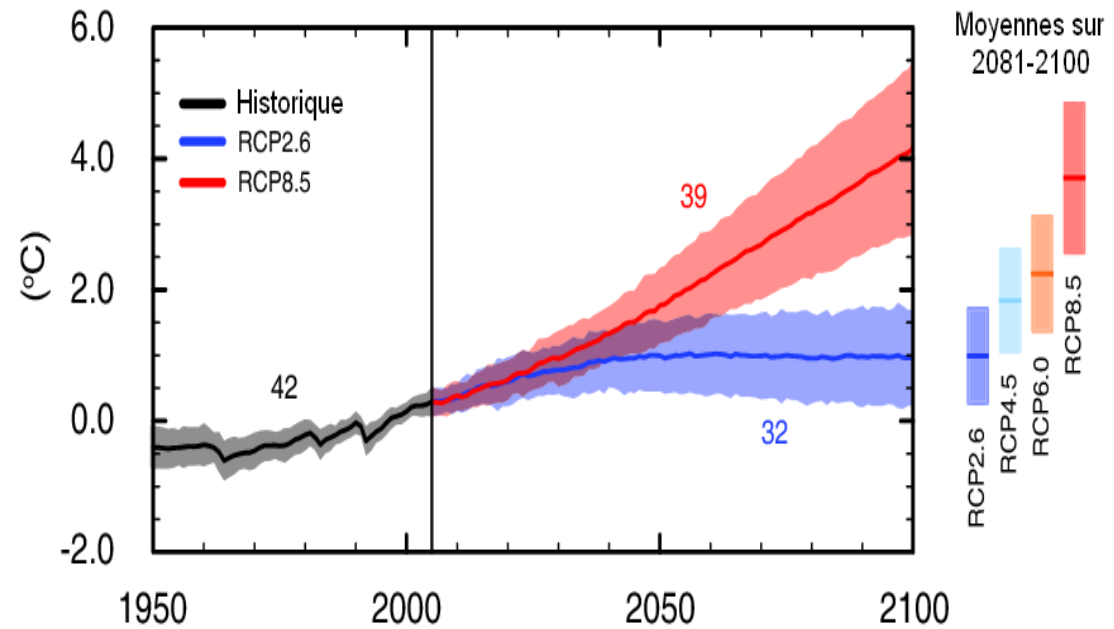 6.0
4.0
2.0
0.0
-2.0
(°C)
Historique
RCP2.6
RCP8.5
42
39
32
1950
2000
2050
2100
Moyennes sur
2081-2100
RCP2.6
RCP4.5
RCP6.0
RCP8.5